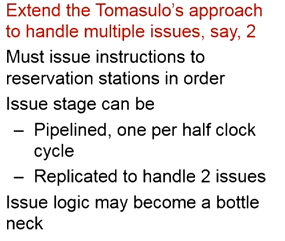 Extend the Tomasulo's approach
to handle multiple issues, say, 2
Must issue instructions to
reservation stations in order
Issue stage can be
– Pipelined, one per half clock
cycle
– Replicated to handle 2 issues
Issue logic may become a bottle
neck